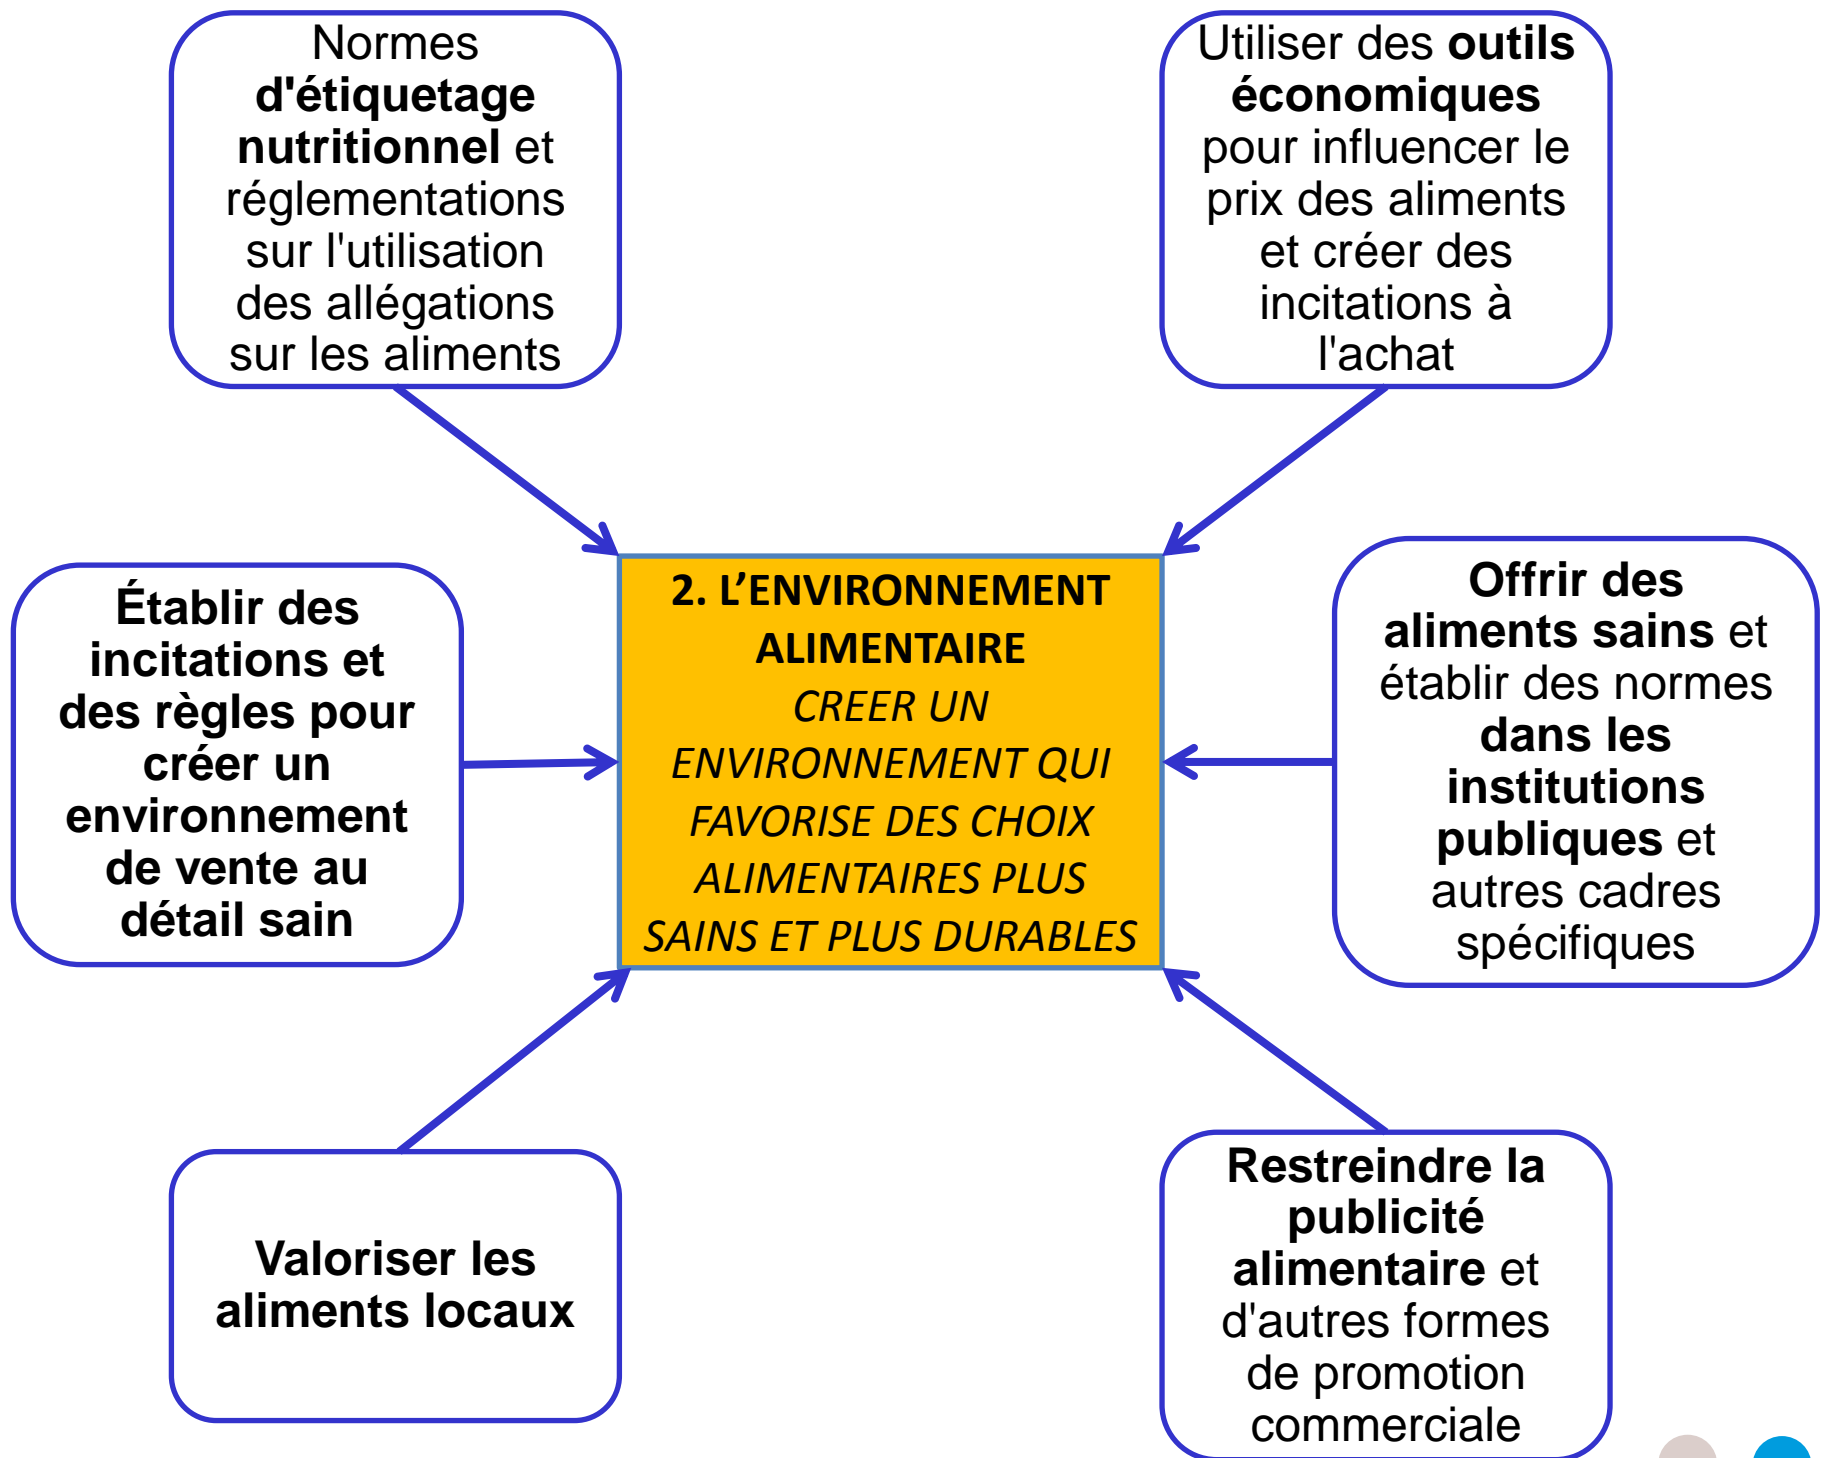 Normes
d'étiquetage
nutritionnel et
réglementations
sur l'utilisation
des allégations
sur les aliments
Utiliser des outils
économiques
pour influencer le
prix des aliments
et créer des
incitations à
l'achat
Établir des
incitations et
des règles pour
créer un
environnement
de vente au
détail sain
2. L’ENVIRONNEMENT
ALIMENTAIRE
CREER UN
ENVIRONNEMENT QUI
FAVORISE DES CHOIX
ALIMENTAIRES PLUS
SAINS ET PLUS DURABLES
Offrir des
aliments sains et
établir des normes
dans les
institutions
publiques et
autres cadres
spécifiques
Valoriser les
aliments locaux
Restreindre la
publicité
alimentaire et
d'autres formes
de promotion
commerciale